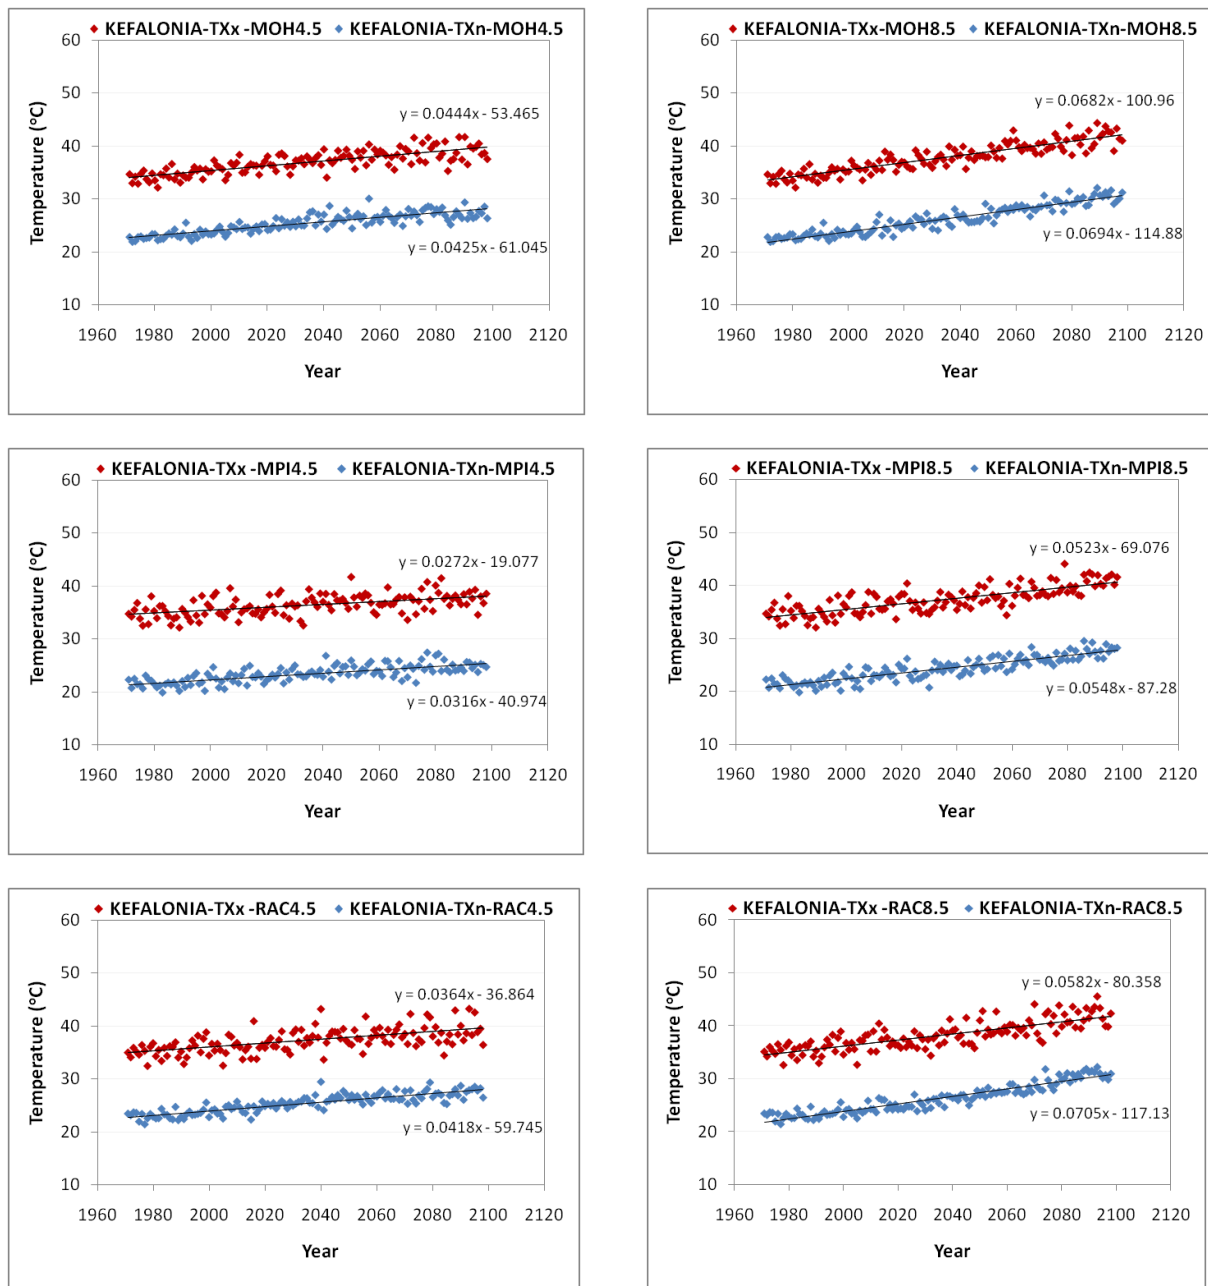 KEFALONIA-TXx -MOH4.5 KEFALONIA-TXn-MOH4.5
60
50
40
30
20
10
Temperature (°C)
y = 0.0444x - 53.465
y = 0.0425x - 61.045
1960 1980 2000 2020 2040 2060 2080 2100 2120
Year
KEFALONIA-TXx-MOH8.5 KEFALONIA-TXn-MOH8.5
60
50
40
30
20
10
Temperature (°C)
y = 0.0682x - 100.96
y = 0.0694x - 114.88
1960 1980 2000 2020 2040 2060 2080 2100 2120
Year
KEFALONIA-TXx -MPI4.5 KEFALONIA-TXn-MPI4.5
60
50
40
30
20
10
Temperature (°C)
y = 0.0272x - 19.077
y = 0.0316x - 40.974
1960 1980 2000 2020 2040 2060 2080 2100 2120
Year
KEFALONIA-TXx -MPI8.5 KEFALONIA-TXn-MPI8.5
60
50
40
30
20
10
Temperature (°C)
y = 0.0523x - 69.076
y = 0.0548x - 87.28
1960 1980 2000 2020 2040 2060 2080 2100 2120
Year
KEFALONIA-TXx -RAC4.5 KEFALONIA-TXn-RAC4.5
60
50
40
30
20
10
Temperature (°C)
y = 0.0364x - 36.864
y = 0.0418x - 59.745
1960 1980 2000 2020 2040 2060 2080 2100 2120
Year
KEFALONIA-TXx -RAC8.5 KEFALONIA-TXn-RAC8.5
60
50
40
30
20
10
Temperature (°C)
y = 0.0582x - 80.358
y = 0.0705x - 117.13
1960 1980 2000 2020 2040 2060 2080 2100 2120
Year